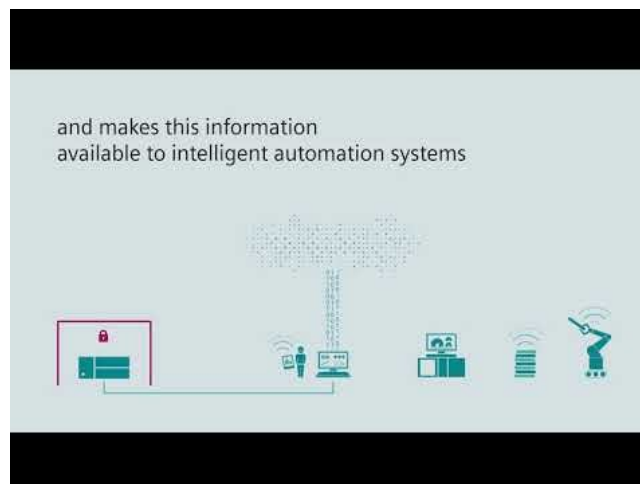 and makes this information
available to intelligent automation systems